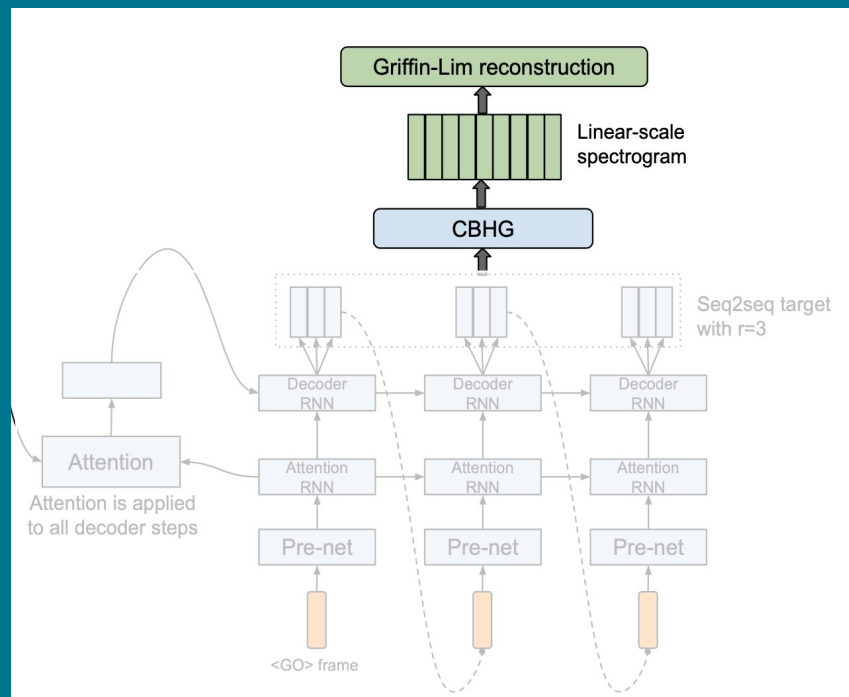 Griffin-Lim reconstruction
Linear-scale
spectrogram
CBHG
Seq2seq target
with r=3
Decoder
RNN
Decoder
RNN
Decoder
RNN
Attention
Attention
RNN
Attention
RNN
Attention
RNN
Attention is applied
to all decoder steps
Pre-net
Pre-net
Pre-net
<GO> frame